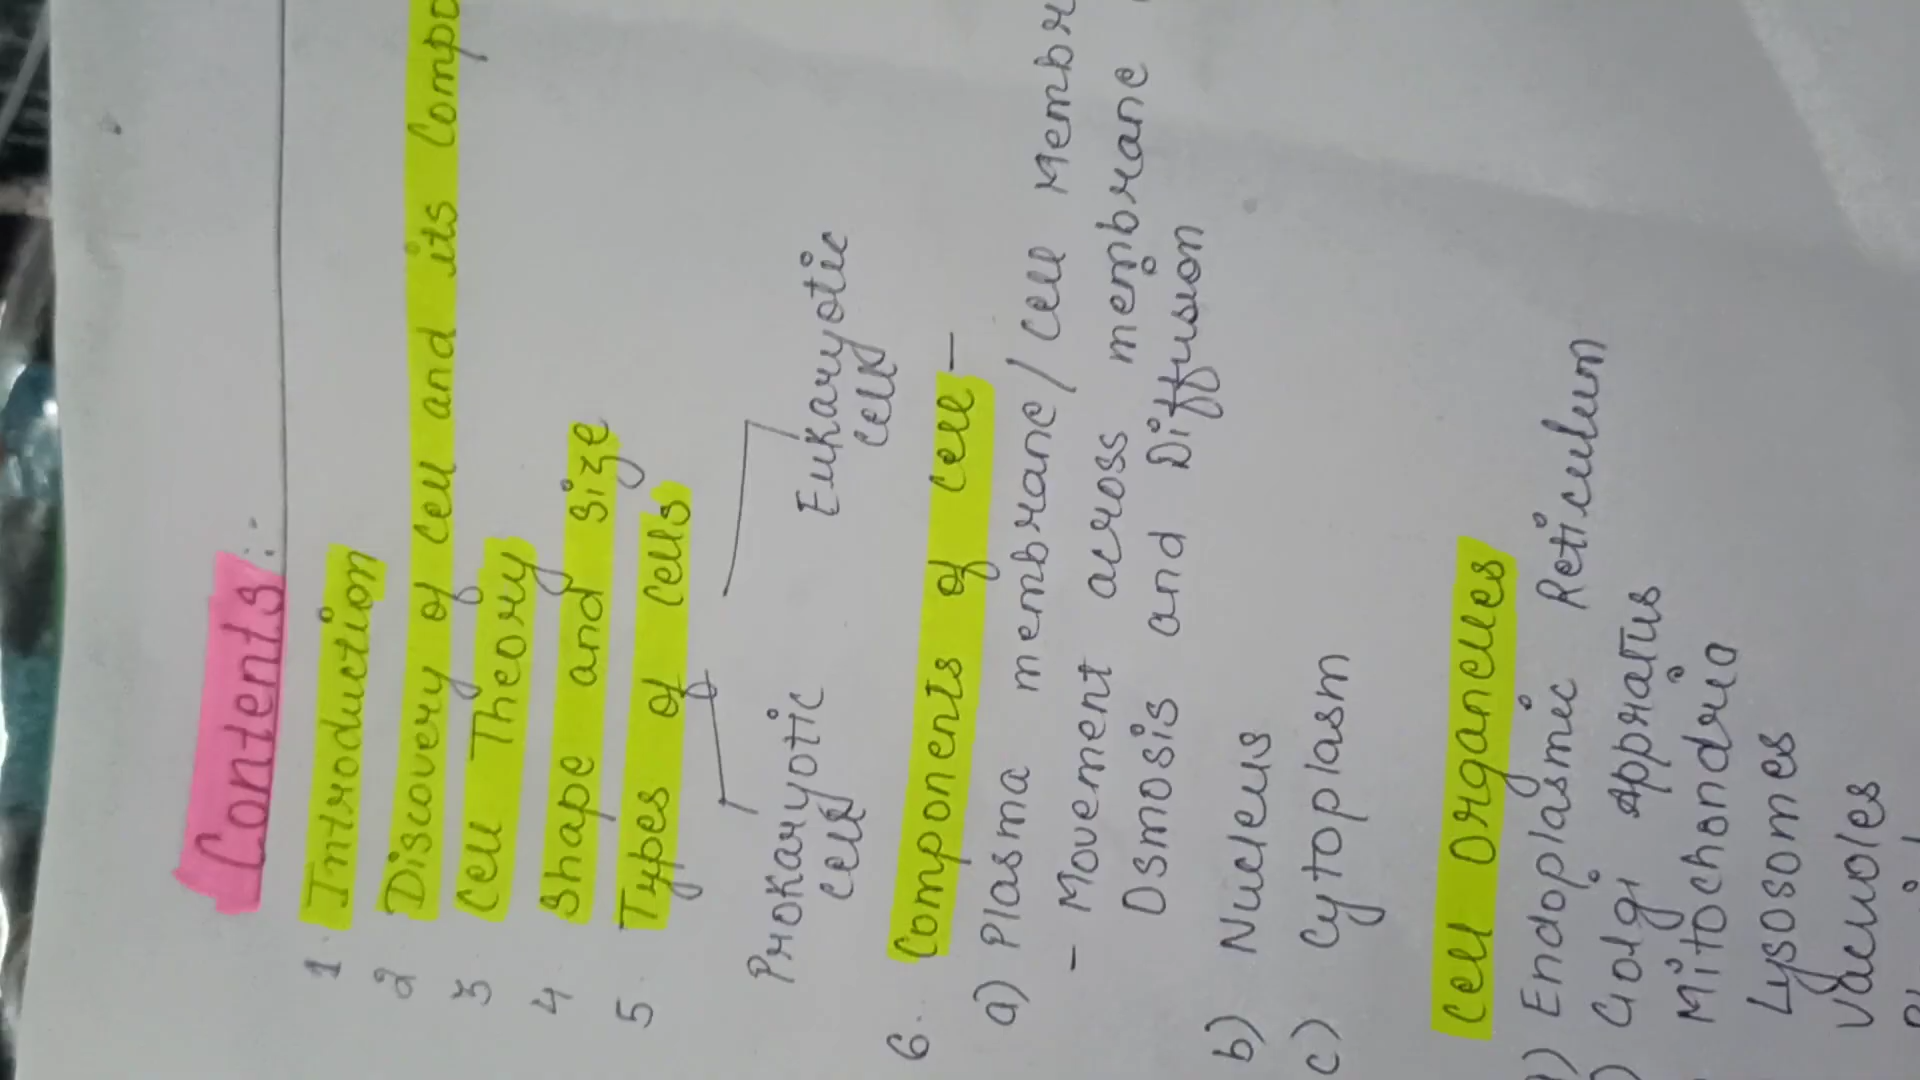 Contents:
1. Introduction
2 Discovery of cell and its
3 Cell Theory
4 Shape and size
5 Types of cells
Prokaryotic Eukaryotic
cell cell
6. Components of cell -
a) Plasma membrane/cell
- Movement across membrane
Osmosis and Diffusion
b) Nucleus
c) Cytoplasm
Cell Organelles
Endoplasmic Reticulum
Golgi Appratus
Mitochondria
Lysosomes
Vacuoles